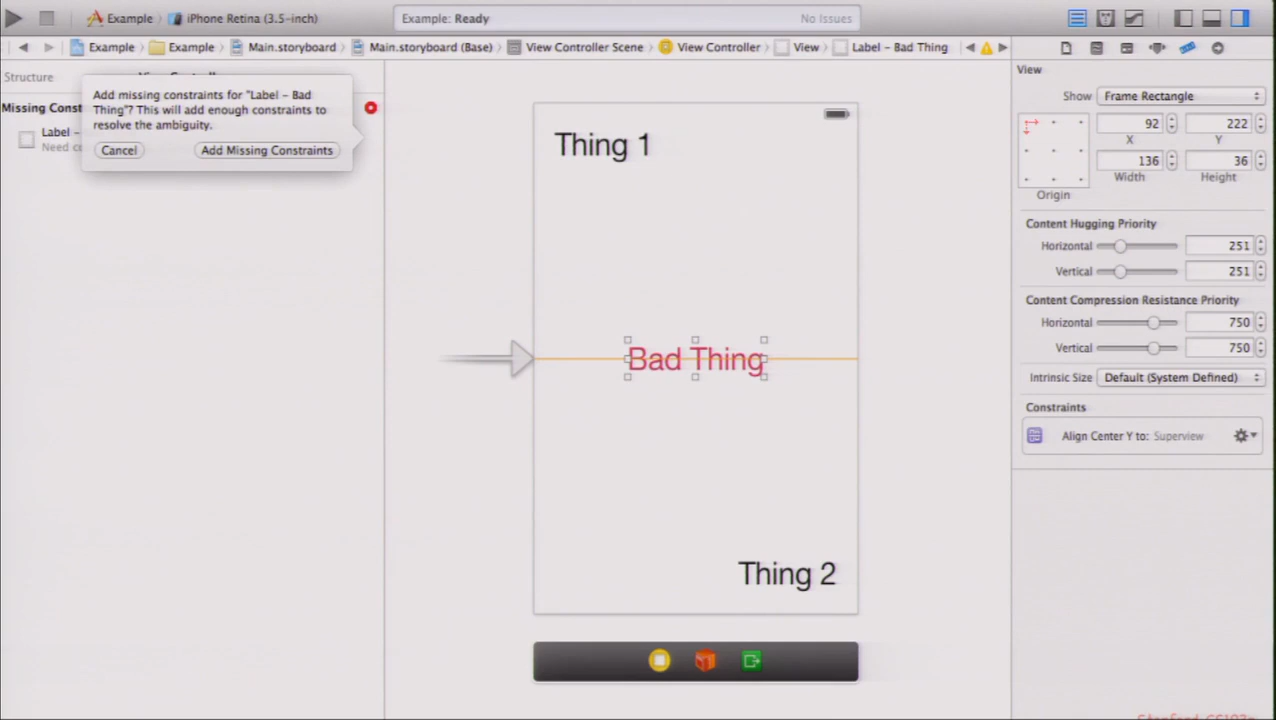 Example iPhone Retina (3.5-inch) Example: Ready No Issues
Example Example Main.storyboard Main.storyboard (Base) View Controller Scene View Controller View Label - Bad Thing
Structure
Missing Const
Label -
Need co
Add missing constraints for "Label - Bad
Thing"? This will add enough constraints to
resolve the ambiguity.
Cancel Add Missing Constraints
Thing 1
Bad Thing
Thing 2
View
Show Frame Rectangle
92 222
X Y
136 36
Width Height
Origin
Content Hugging Priority
Horizontal 251
Vertical 251
Content Compression Resistance Priority
Horizontal 750
Vertical 750
Intrinsic Size Default (System Defined)
Constraints
Align Center Y to: Superview